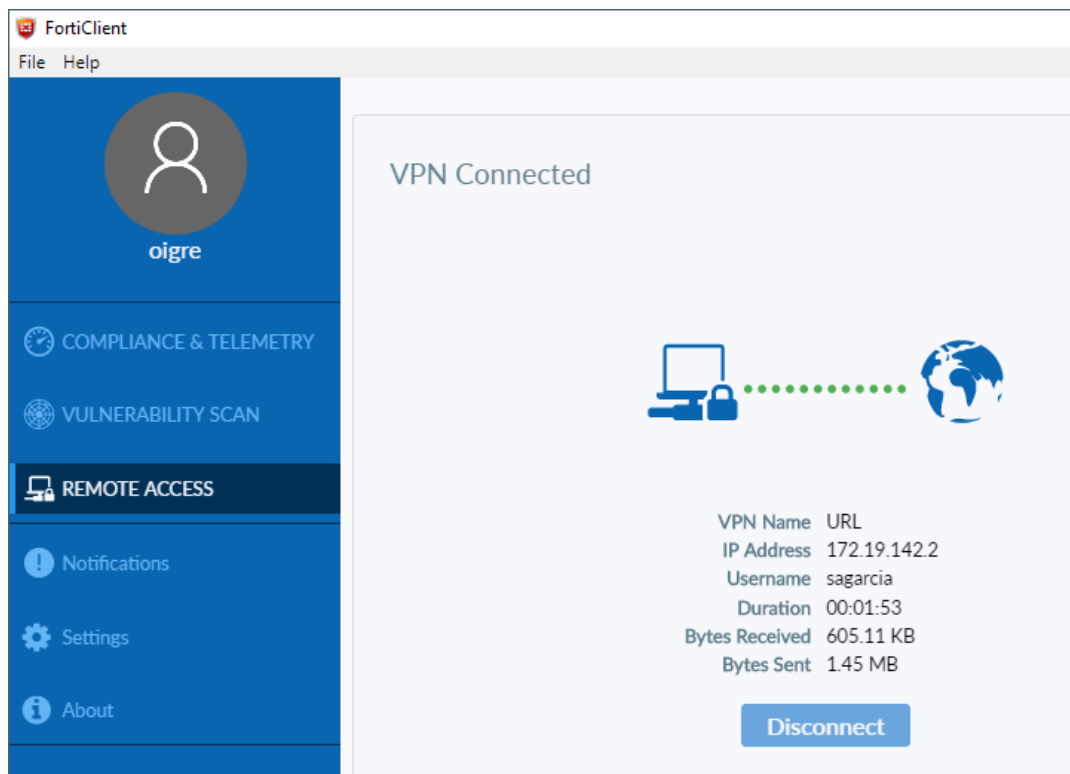 FortiClient
File Help
oigre
COMPLIANCE & TELEMETRY
VULNERABILITY SCAN
REMOTE ACCESS
Notifications
Settings
About
VPN Connected
VPN Name URL
IP Address 172.19.142.2
Username sagarcia
Duration 00:01:53
Bytes Received 605.11 KB
Bytes Sent 1.45 MB
Disconnect